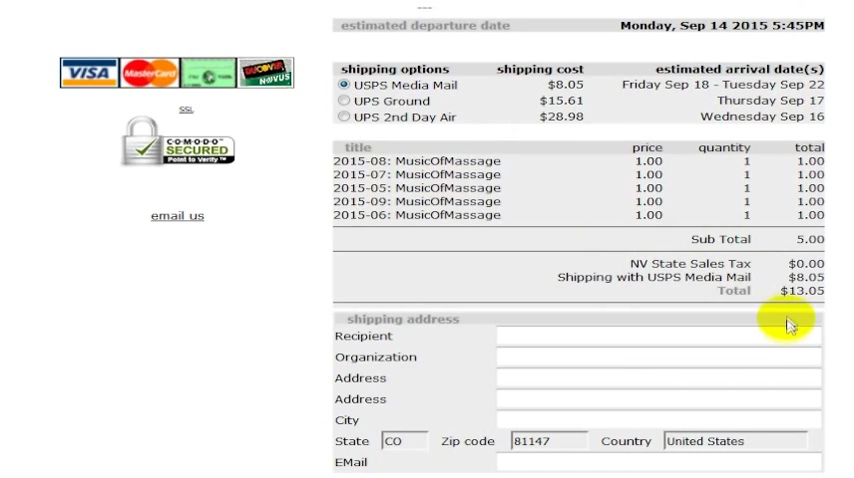 estimated departure date Monday, Sep 14 2015 5:45PM
VISA MasterCard DISCOVER NOVUS
shipping options shipping cost estimated arrival date(s)
USPS Media Mail $8.05 Friday Sep 18 - Tuesday Sep 22
UPS Ground $15.61 Thursday Sep 17
UPS 2nd Day Air $28.98 Wednesday Sep 16
SSL
COMODO
SECURED
Point to Verify
email us
title price quantity total
2015-08: MusicOfMassage 1.00 1 1.00
2015-07: MusicOfMassage 1.00 1 1.00
2015-05: MusicOfMassage 1.00 1 1.00
2015-09: MusicOfMassage 1.00 1 1.00
2015-06: MusicOfMassage 1.00 1 1.00
Sub Total 5.00
NV State Sales Tax $0.00
Shipping with USPS Media Mail $8.05
Total $13.05
shipping address
Recipient
Organization
Address
Address
City
State CO Zip code 81147 Country United States
EMail